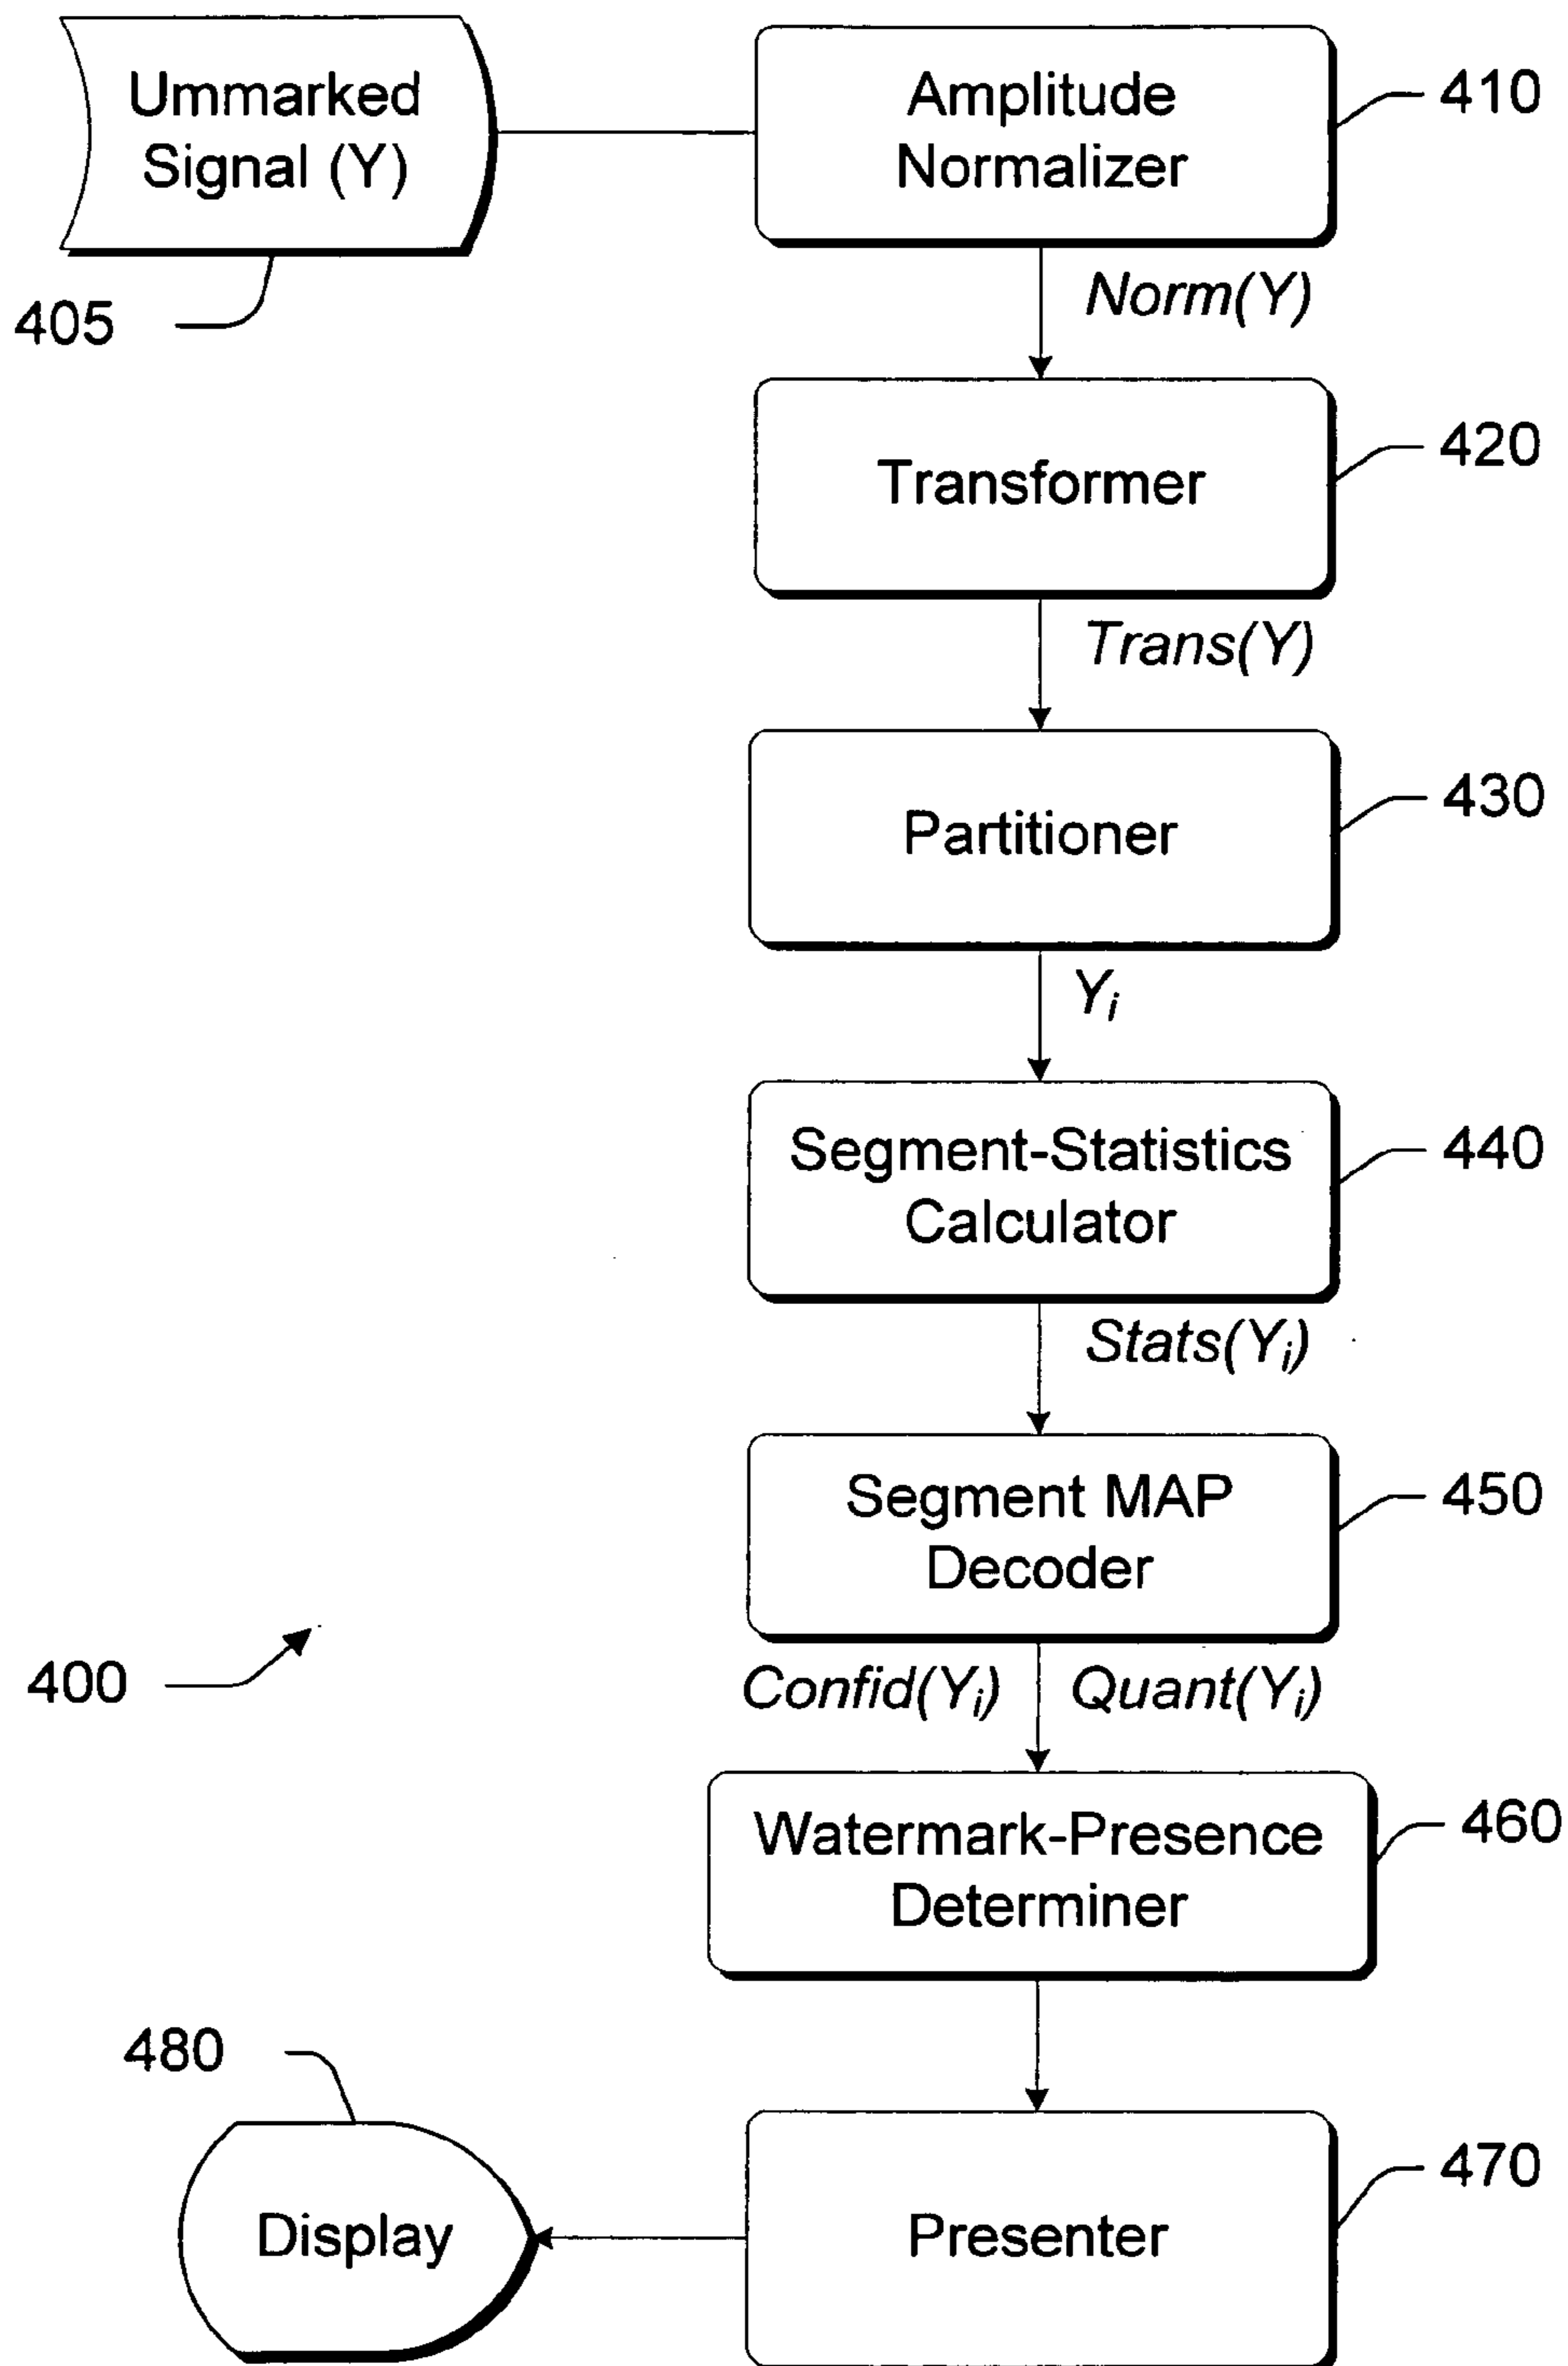 Ummarked
Signal (Y)
405
Amplitude
Normalizer
410
Norm(Y)
Transformer
420
Trans(Y)
Partitioner
430
Yi
Segment-Statistics
Calculator
440
Stats(Yi)
Segment MAP
Decoder
450
400
Confid(Yi) Quant(Yi)
Watermark-Presence
Determiner
460
480
Display
Presenter
470